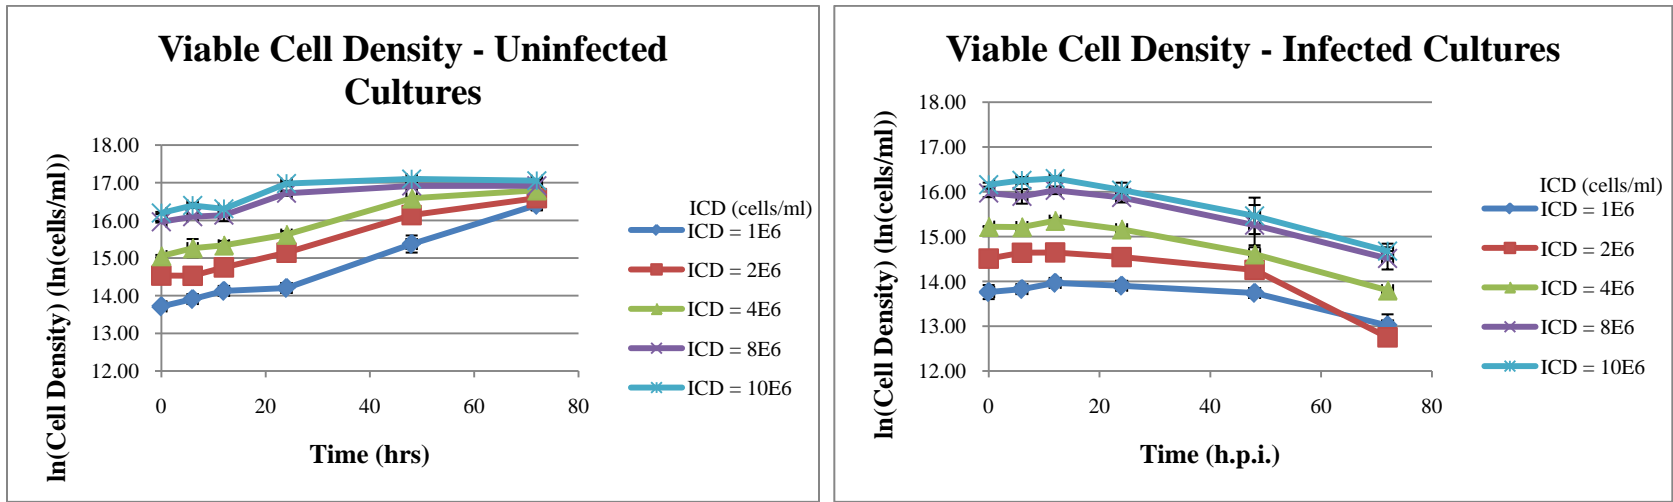 Viable Cell Density - Uninfected
Cultures
ln(Cell Density) (ln(cells/ml))
18.00
17.00
16.00
15.00
14.00
13.00
12.00
0 20 40 60 80
Time (hrs)
ICD (cells/ml)
ICD = 1E6
ICD = 2E6
ICD = 4E6
ICD = 8E6
ICD = 10E6
Viable Cell Density - Infected Cultures
ln(Cell Density) (ln(cells/ml))
18.00
17.00
16.00
15.00
14.00
13.00
12.00
0 20 40 60 80
Time (h.p.i.)
ICD (cells/ml)
ICD = 1E6
ICD = 2E6
ICD = 4E6
ICD = 8E6
ICD = 10E6